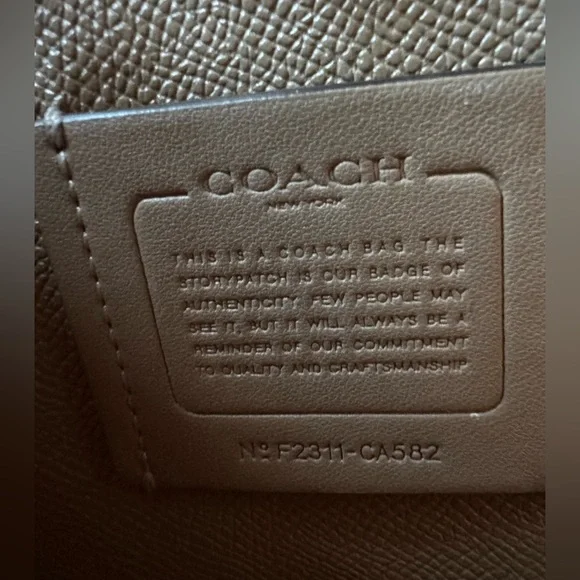 COACH
NEW YORK
THIS IS A COACH BAG. THE
STORYPATCH IS OUR BADGE OF
AUTHENTICITY. FEW PEOPLE MAY
SEE IT, BUT IT WILL ALWAYS BE A
REMINDER OF OUR COMMITMENT
TO QUALITY AND CRAFTSMANSHIP
Nº F2311-CA582